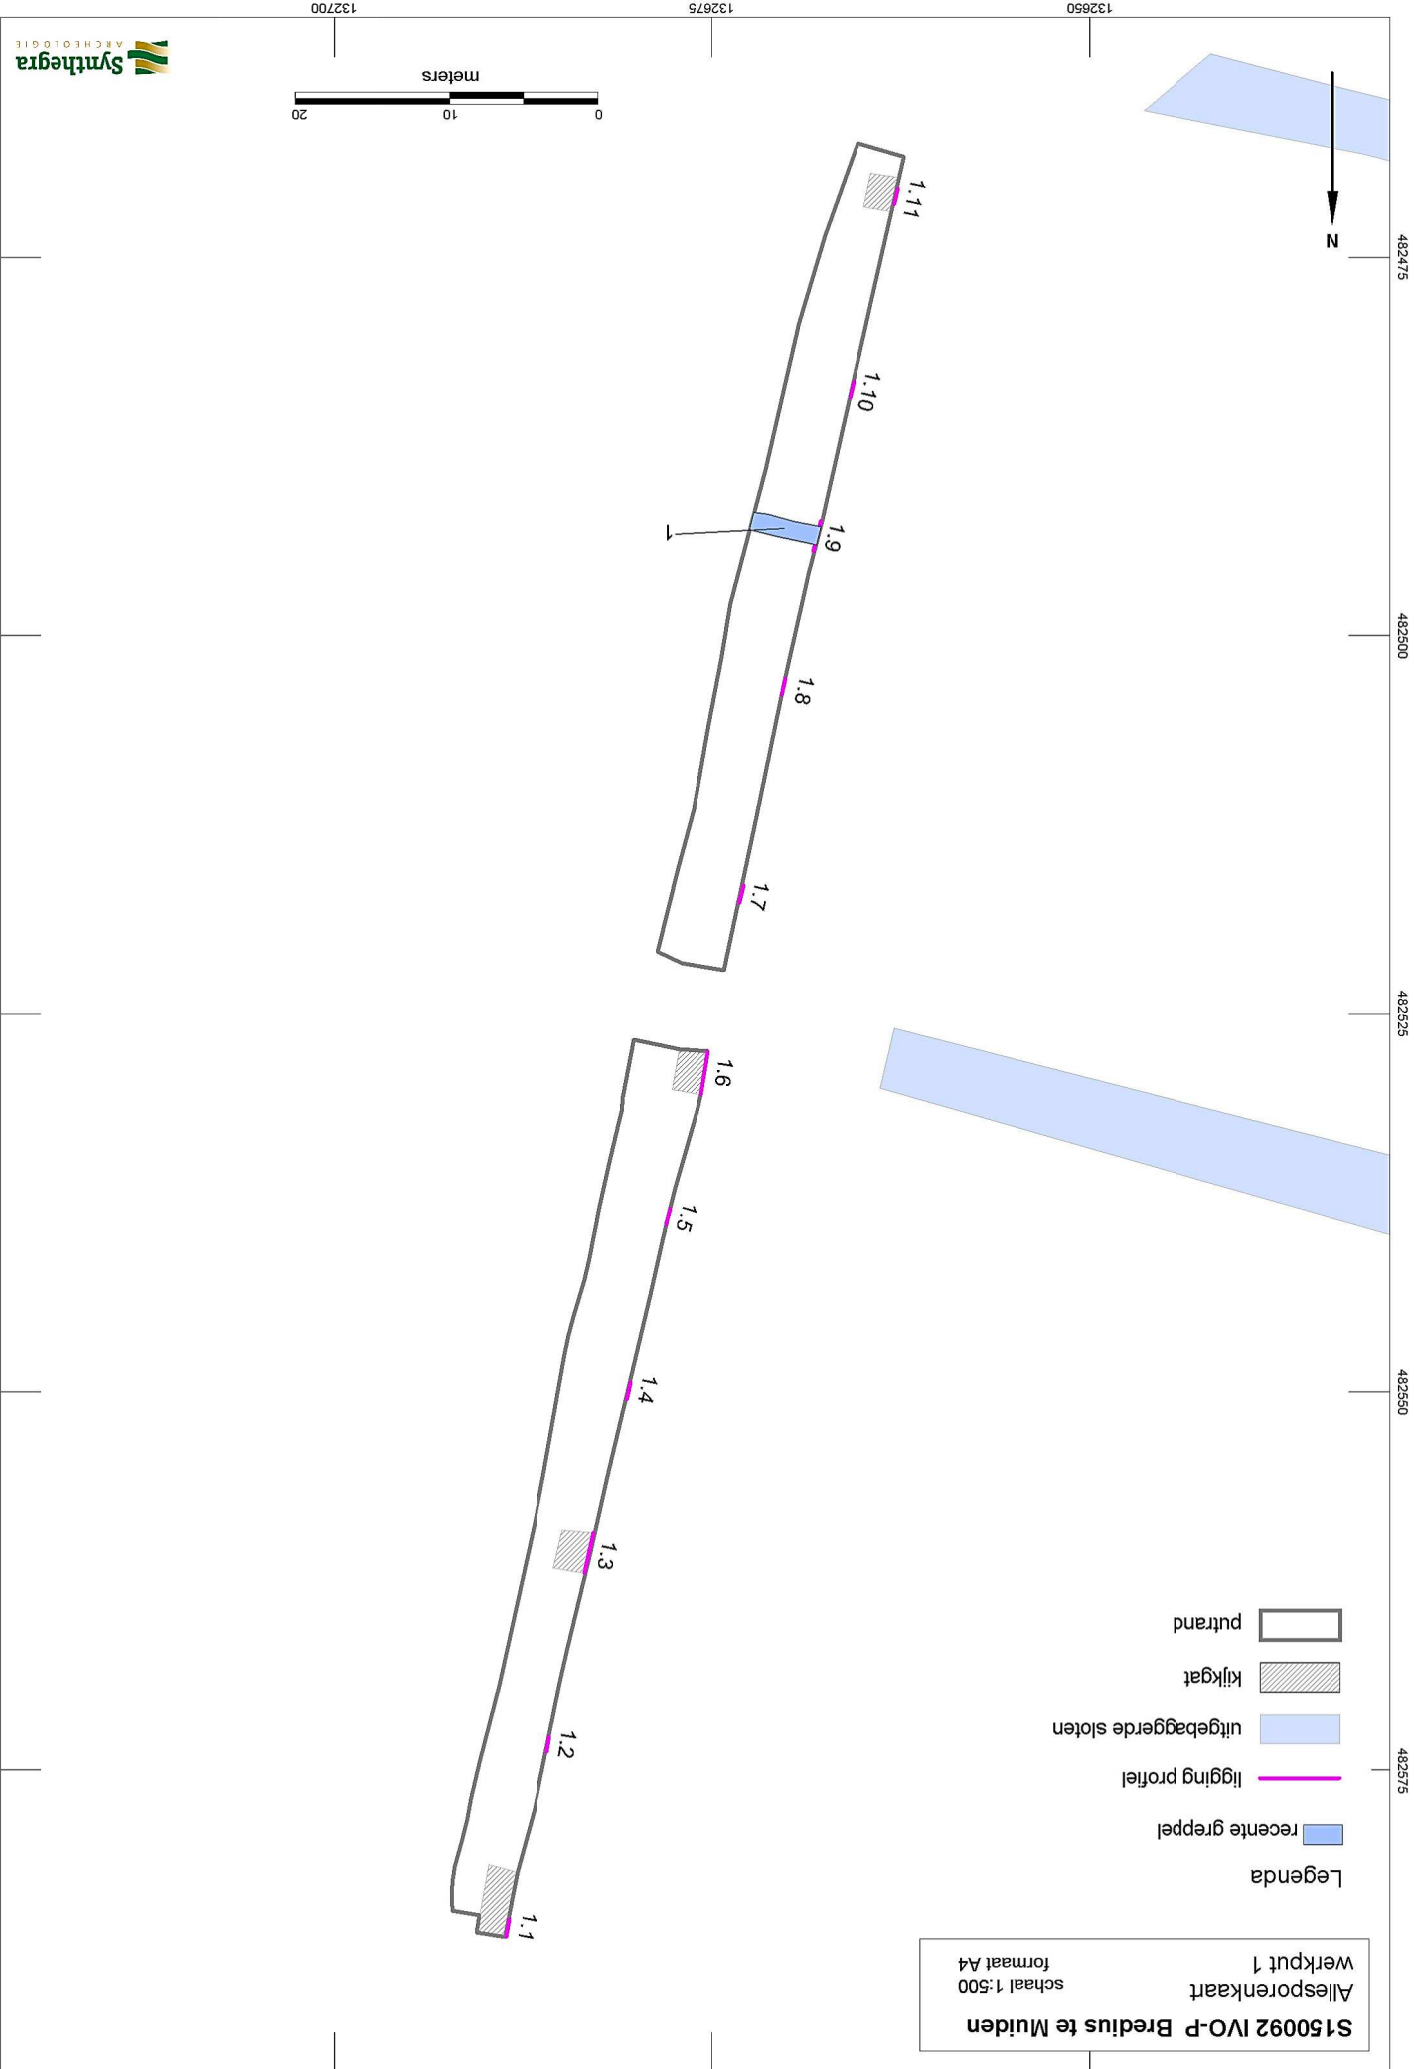 S150092 IVO-P Bredius te Muiden
Allesporenkaart
werkput 1
schaal 1:500
formaat A4
Legenda
recente greppel
ligging profiel
uitgebaggerde sloten
kijkgat
putrand
1.1
1.2
1.3
1.4
1.5
1.6
1.7
1.8
1.9
1
1.10
1.11
482575
482550
482525
482500
482475
N
0
10
20
meters
132650
132675
132700
Synthegra
ARCHEOLOGIE